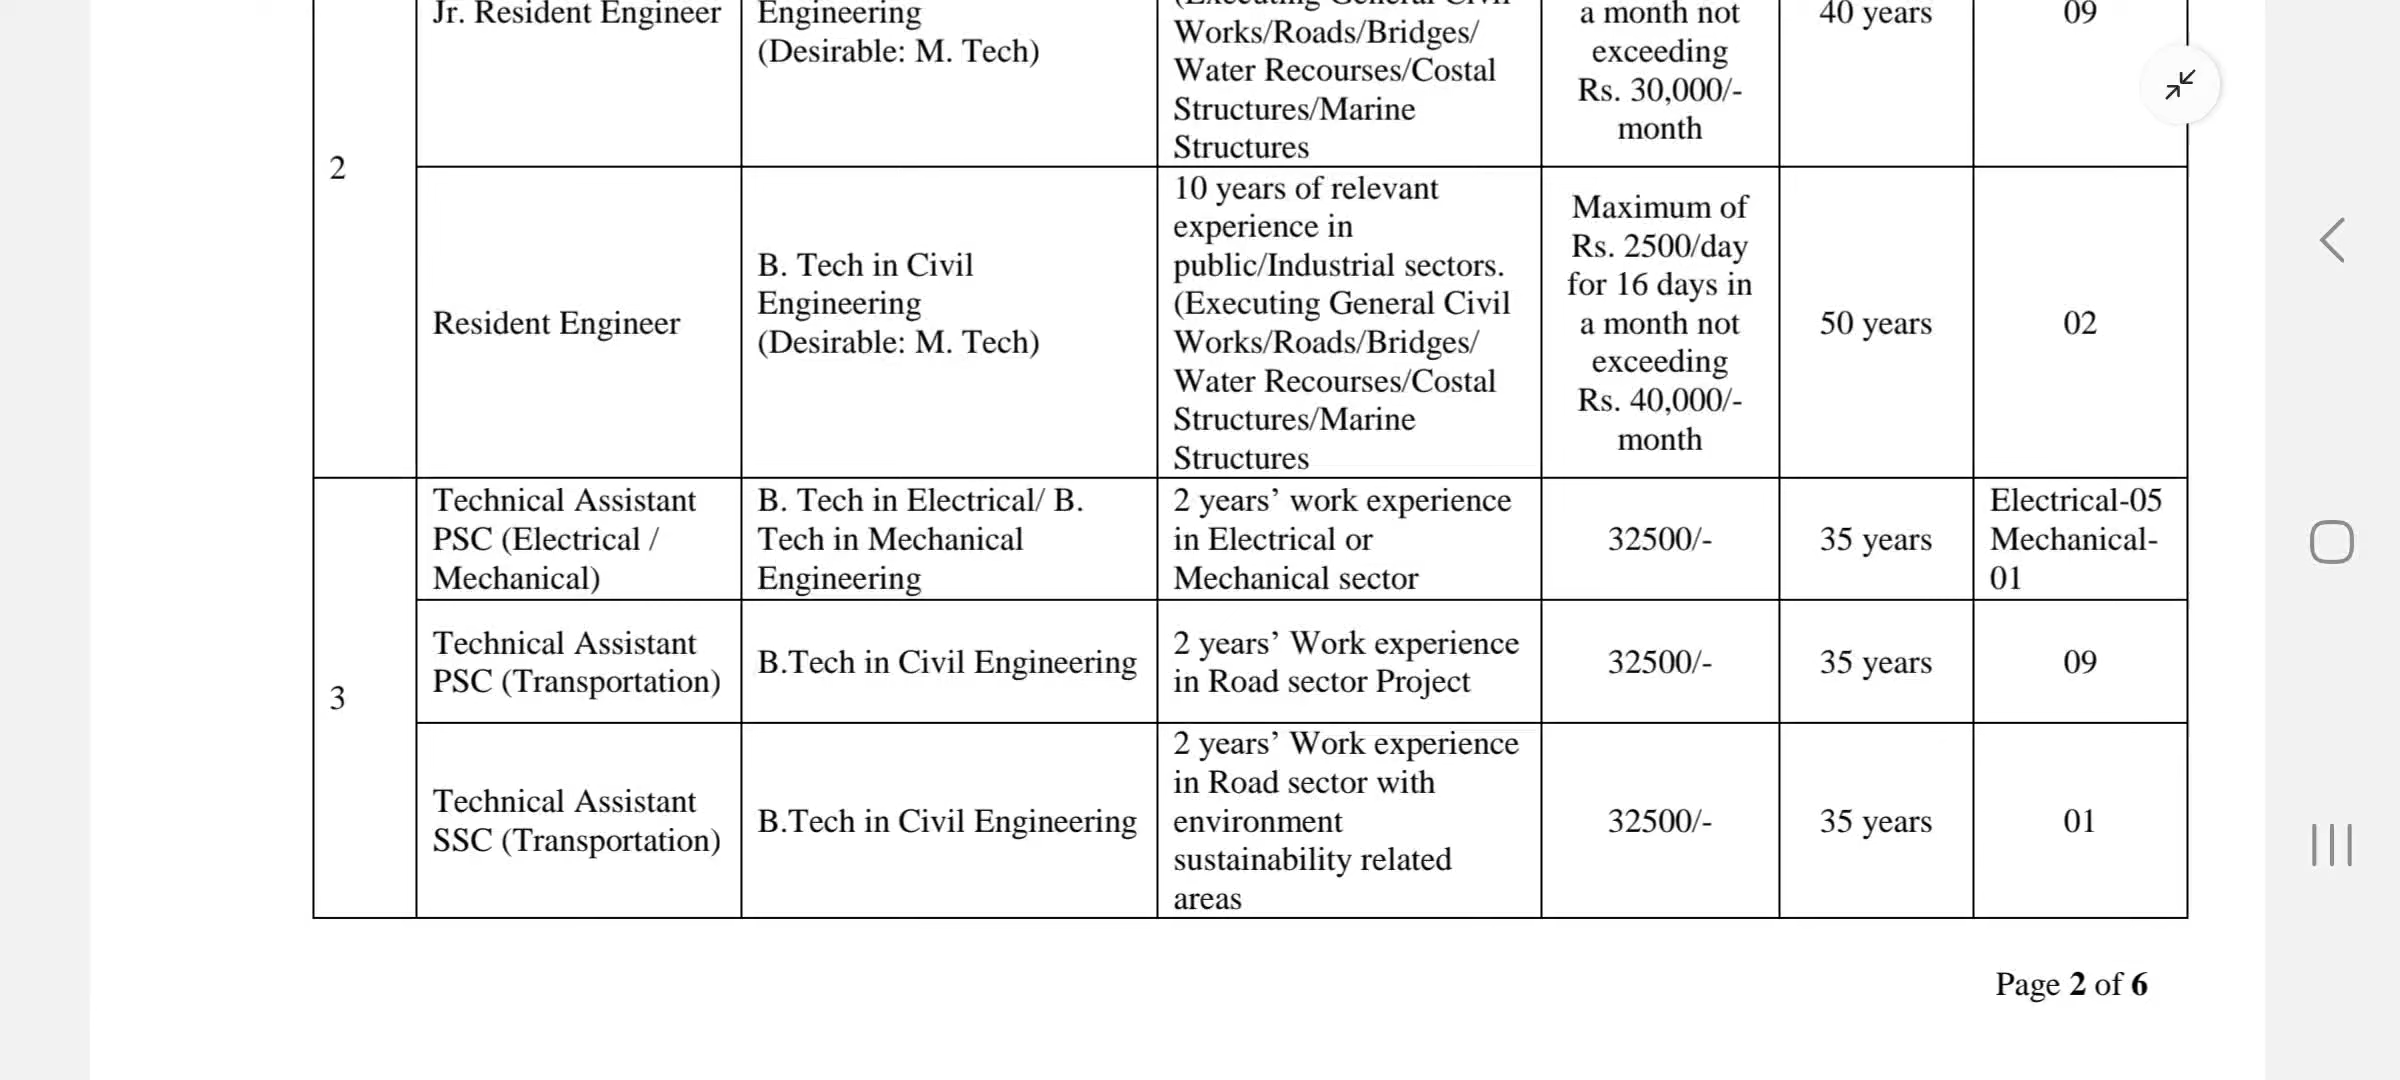 Jr. Resident Engineer
Engineering
(Desirable: M. Tech)
(Executing General Civil
Works/Roads/Bridges/
Water Recourses/Costal
Structures/Marine
Structures
a month not
exceeding
Rs. 30,000/-
month
40 years
09
2
Resident Engineer
B. Tech in Civil
Engineering
(Desirable: M. Tech)
10 years of relevant
experience in
public/Industrial sectors.
(Executing General Civil
Works/Roads/Bridges/
Water Recourses/Costal
Structures/Marine
Structures
Maximum of
Rs. 2500/day
for 16 days in
a month not
exceeding
Rs. 40,000/-
month
50 years
02
3
Technical Assistant
PSC (Electrical /
Mechanical)
B. Tech in Electrical/ B.
Tech in Mechanical
Engineering
2 years’ work experience
in Electrical or
Mechanical sector
32500/-
35 years
Electrical-05
Mechanical-
01
Technical Assistant
PSC (Transportation)
B.Tech in Civil Engineering
2 years’ Work experience
in Road sector Project
32500/-
35 years
09
Technical Assistant
SSC (Transportation)
B.Tech in Civil Engineering
2 years’ Work experience
in Road sector with
environment
sustainability related
areas
32500/-
35 years
01
Page 2 of 6